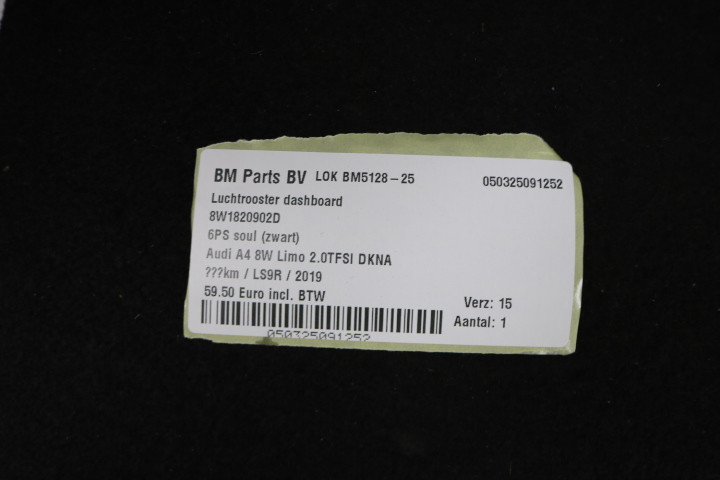 BM Parts BV LOK BM5128-25 050325091252
Luchtrooster dashboard
8W1820902D
6PS soul (zwart)
Audi A4 8W Limo 2.0TFSI DKNA
???km / LS9R / 2019
59.50 Euro incl. BTW
Verz: 15
Aantal: 1
050325091252